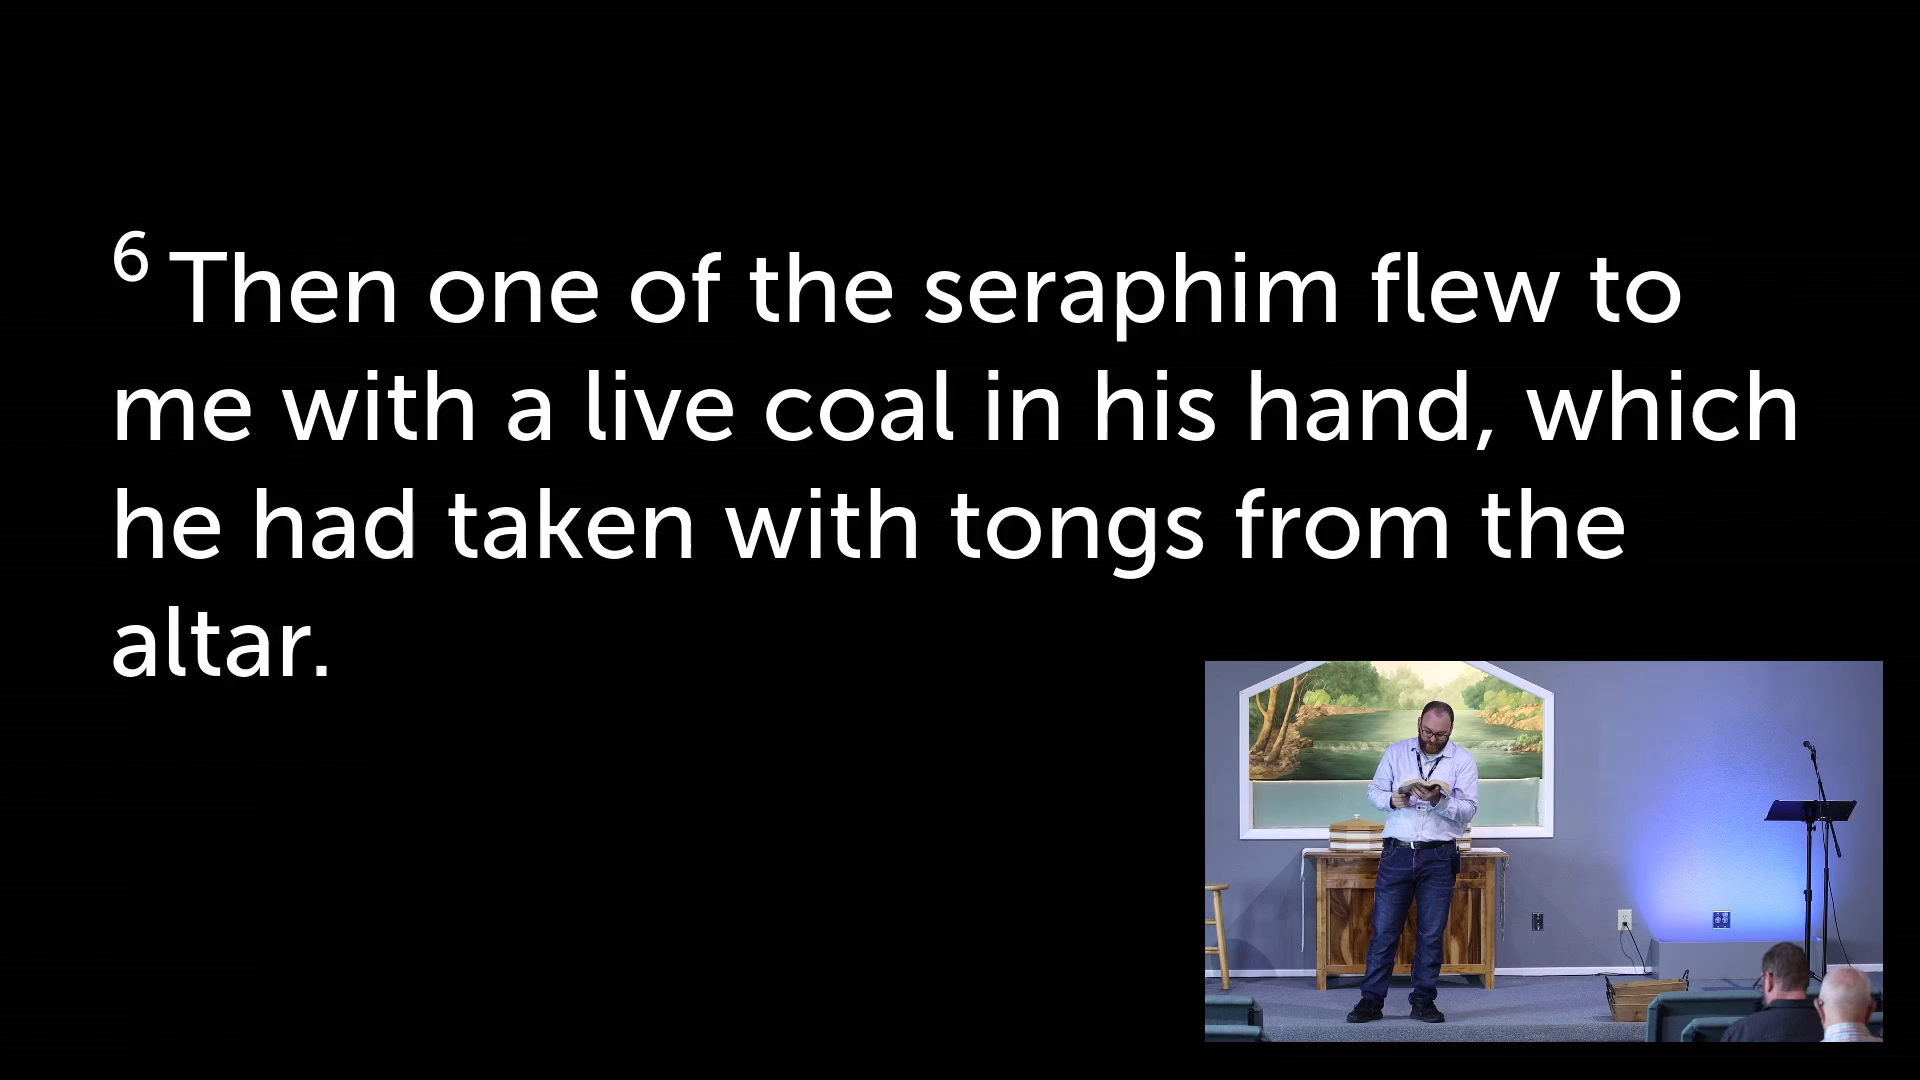 6 Then one of the seraphim flew to
me with a live coal in his hand, which
he had taken with tongs from the
altar.